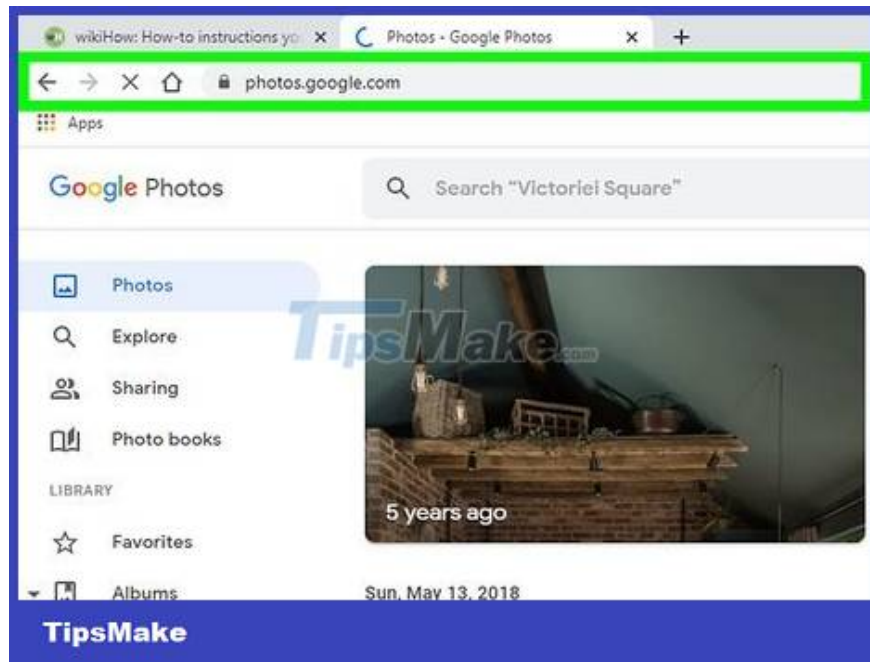 wikiHow: How-to instructions yo
Photos - Google Photos
photos.google.com
Apps
Google Photos
Search "Victoriei Square"
Photos
Explore
Sharing
Photo books
LIBRARY
Favorites
Albums
TipsMake.com
5 years ago
Sun, May 13, 2018
TipsMake